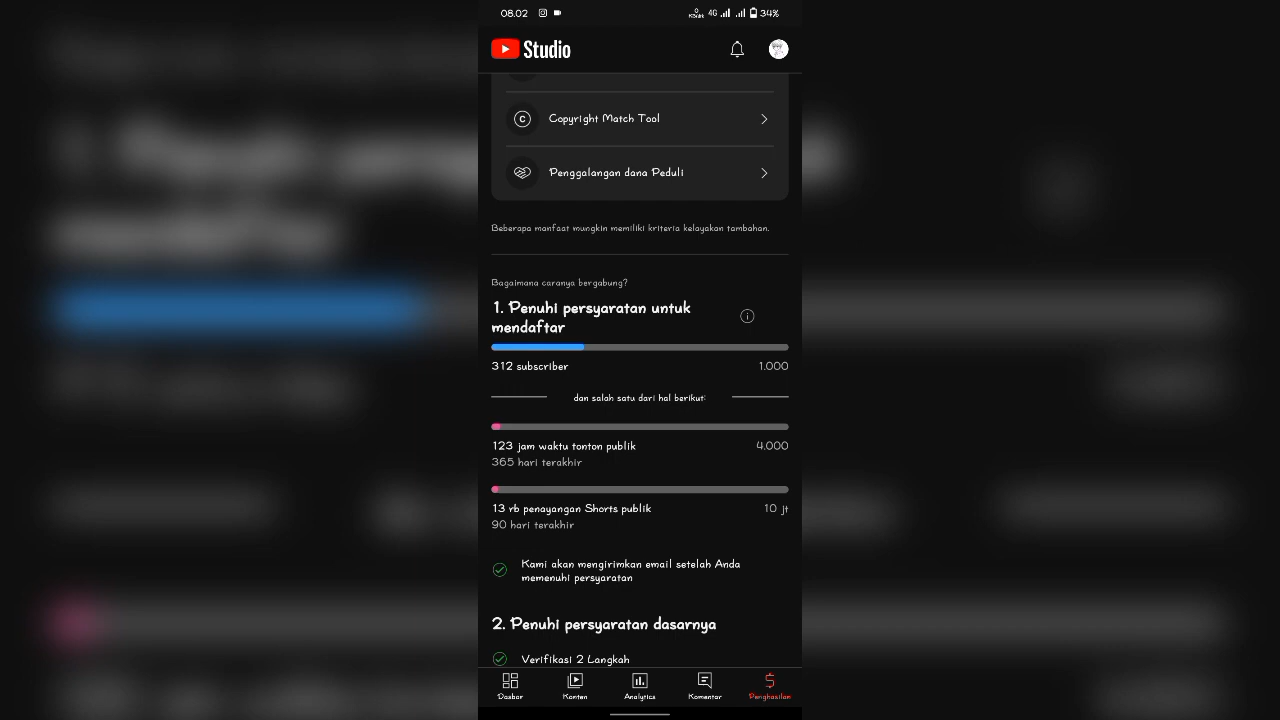 08.02
4G
34%
Studio
Copyright Match Tool
Penggalangan dana Peduli
Beberapa manfaat mungkin memiliki kriteria kelayakan tambahan.
Bagaimana caranya bergabung?
1. Penuhi persyaratan untuk
mendaftar
312 subscriber 1.000
dan salah satu dari hal berikut:
123 jam waktu tonton publik 4.000
365 hari terakhir
13 rb penayangan Shorts publik 10 jt
90 hari terakhir
Kami akan mengirimkan email setelah Anda
memenuhi persyaratan
2. Penuhi persyaratan dasarnya
Verifikasi 2 Langkah
Dasbor Konten Analytics Komentar Penghasilan